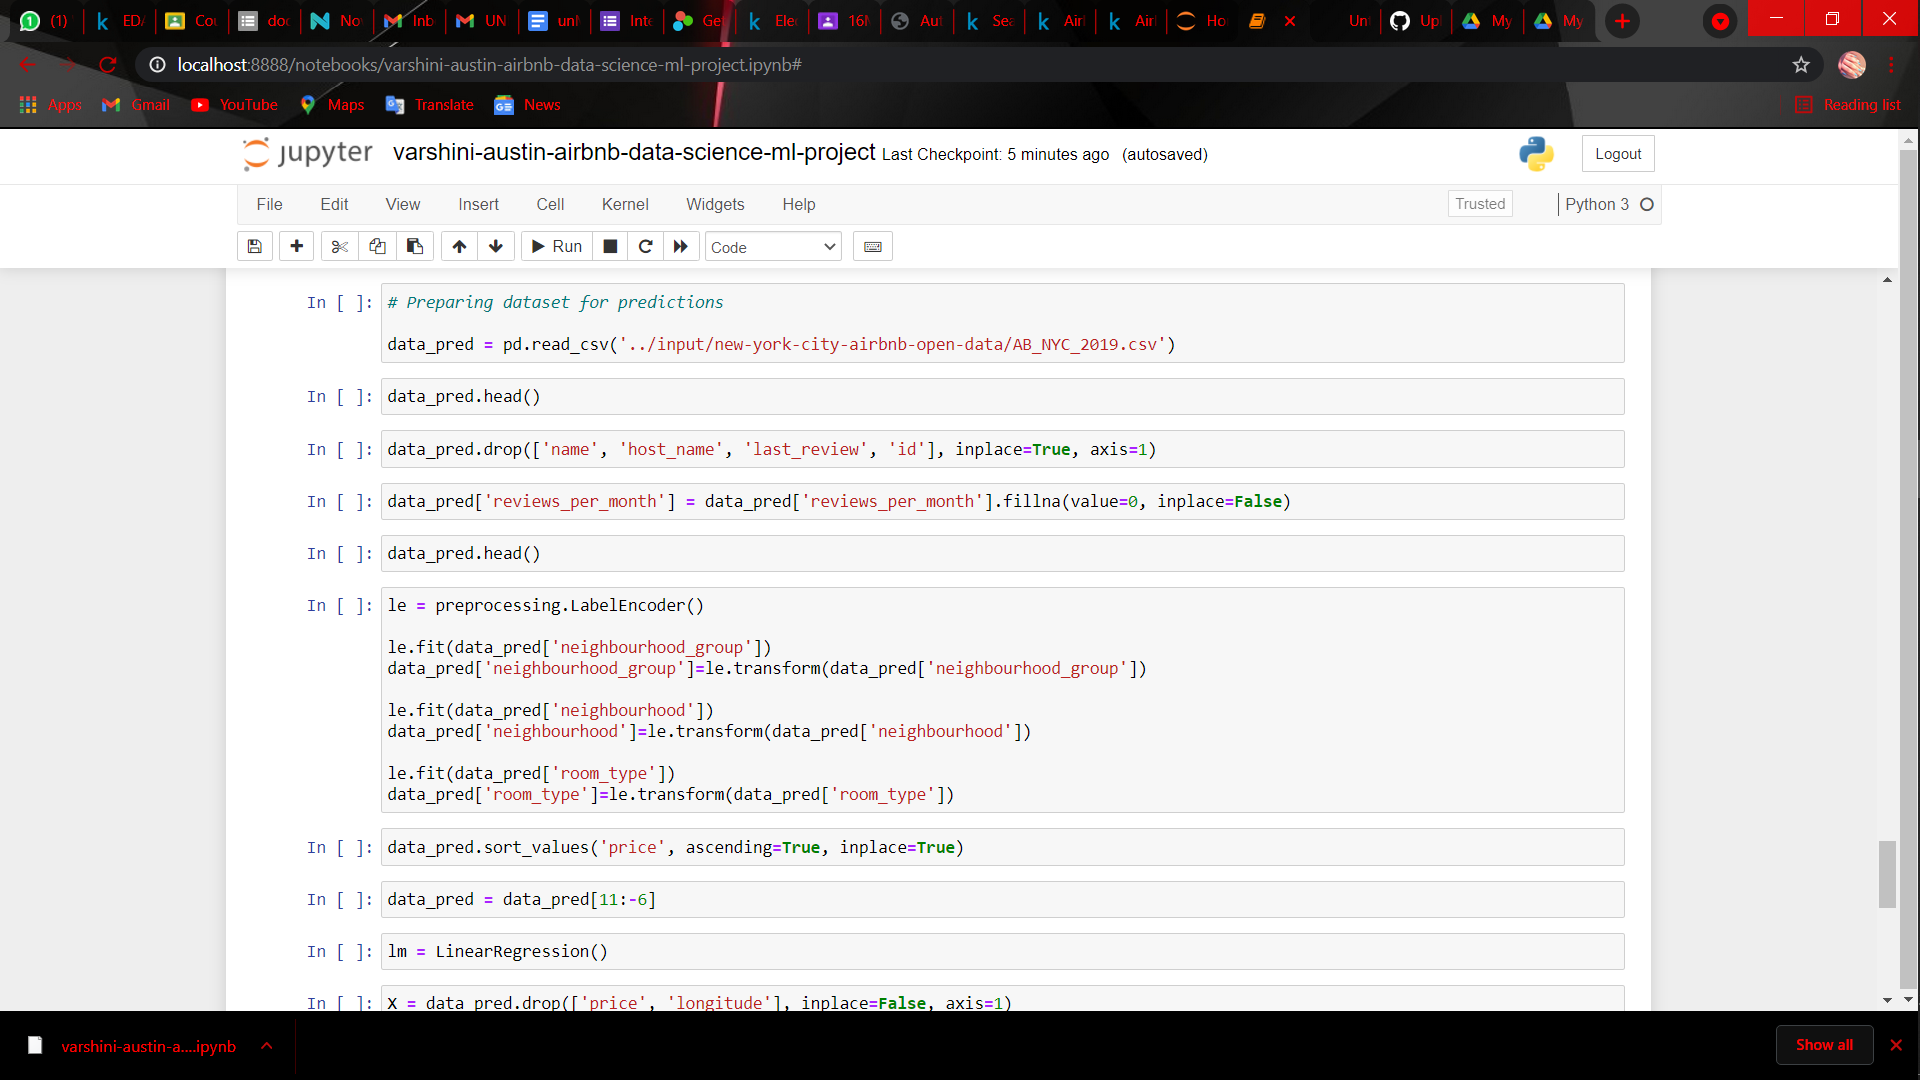 (1)
ED
Cou
doc
No
Inb
UN
unt
Inte
Ge
Elec
16N
Aut
Sea
Airl
Airl
Ho
Unt
Upl
My
My
localhost:8888/notebooks/varshini-austin-airbnb-data-science-ml-project.ipynb#
Apps
Gmail
YouTube
Maps
Translate
News
Reading list
jupyter
varshini-austin-airbnb-data-science-ml-project Last Checkpoint: 5 minutes ago (autosaved)
Logout
File
Edit
View
Insert
Cell
Kernel
Widgets
Help
Trusted
Python 3
Run
Code
In [ ]: # Preparing dataset for predictions
data_pred = pd.read_csv('../input/new-york-city-airbnb-open-data/AB_NYC_2019.csv')
In [ ]: data_pred.head()
In [ ]: data_pred.drop(['name', 'host_name', 'last_review', 'id'], inplace=True, axis=1)
In [ ]: data_pred['reviews_per_month'] = data_pred['reviews_per_month'].fillna(value=0, inplace=False)
In [ ]: data_pred.head()
In [ ]: le = preprocessing.LabelEncoder()
le.fit(data_pred['neighbourhood_group'])
data_pred['neighbourhood_group']=le.transform(data_pred['neighbourhood_group'])
le.fit(data_pred['neighbourhood'])
data_pred['neighbourhood']=le.transform(data_pred['neighbourhood'])
le.fit(data_pred['room_type'])
data_pred['room_type']=le.transform(data_pred['room_type'])
In [ ]: data_pred.sort_values('price', ascending=True, inplace=True)
In [ ]: data_pred = data_pred[11:-6]
In [ ]: lm = LinearRegression()
In [ ]: X = data_pred.drop(['price', 'longitude'], inplace=False, axis=1)
varshini-austin-a....ipynb
Show all